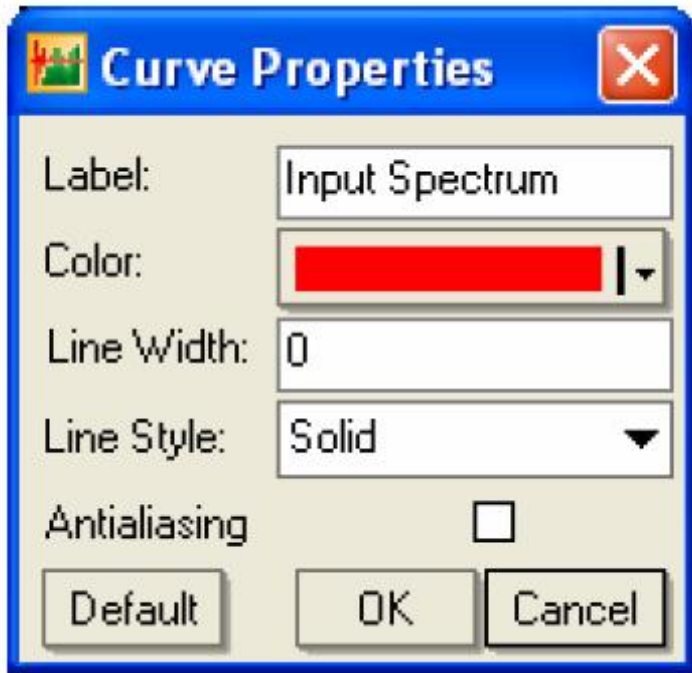 Curve Properties
Label: Input Spectrum
Color:
Line Width: 0
Line Style: Solid
Antialiasing
Default OK Cancel